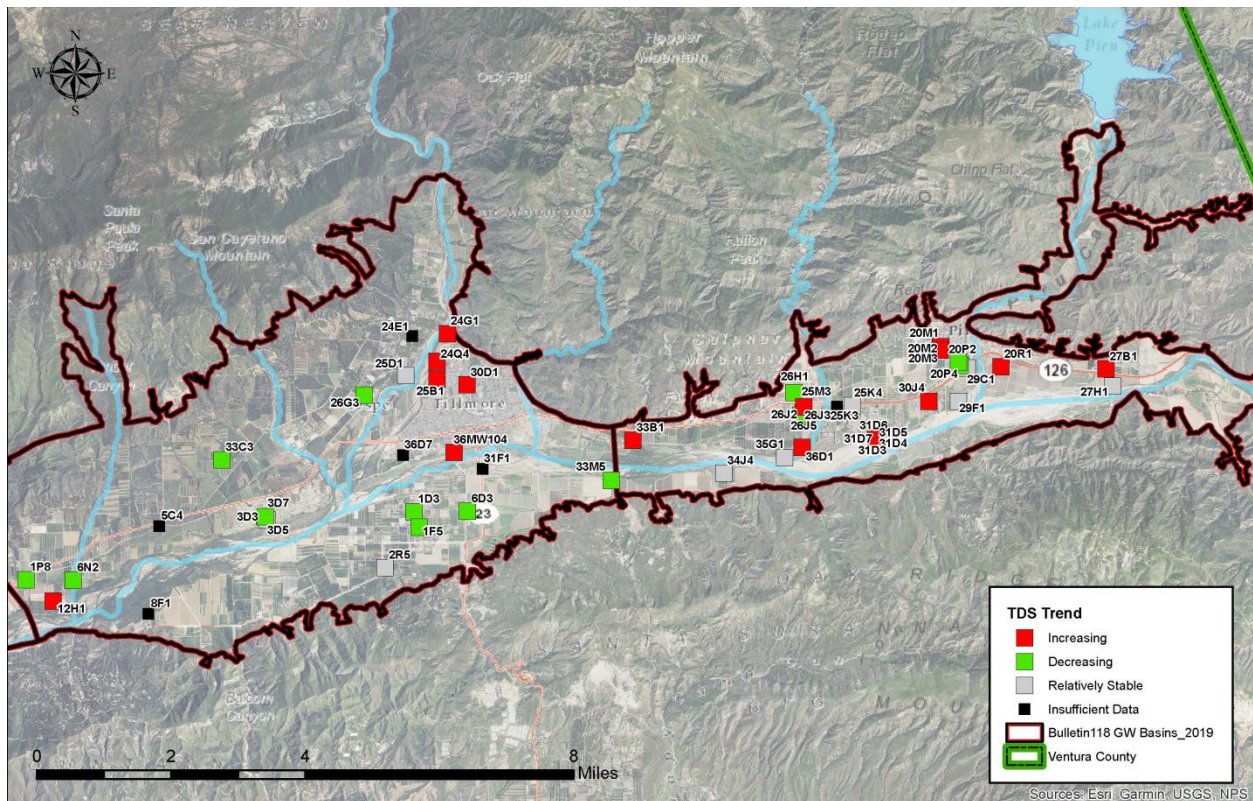 N
W E
S
Hopper
Mountain
Lake
Piru
Santa
Paula
Peak
San Cayetano
Mountain
Oat Flat
Chino Flat
24E1
24G1
25D1
24Q4
25B1
30D1
26G3
Fillmore
33C3
36D7
36MW104
31F1
33B1
33M5
34J4
35G1
36D1
26H1
25M3
26J2
26J3
25K3
25K4
26J5
31D6
31D5
31D7
31D4
31D3
30J4
20M1
20M2
20M3
20P2
20P4
29C1
29F1
20R1
126
27B1
27H1
3D7
3D3
3D5
5C4
1D3
6D3
23
1F5
2R5
1P8
6N2
12H1
8F1
Balcom
Canyon
TDS Trend
Increasing
Decreasing
Relatively Stable
Insufficient Data
Bulletin118 GW Basins_2019
Ventura County
0 2 4 8
Miles
Sources: Esri, Garmin, USGS, NPS